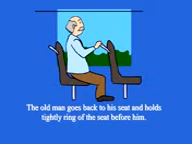 The old man goes back to his seat and holds
tightly ring of the seat before him.